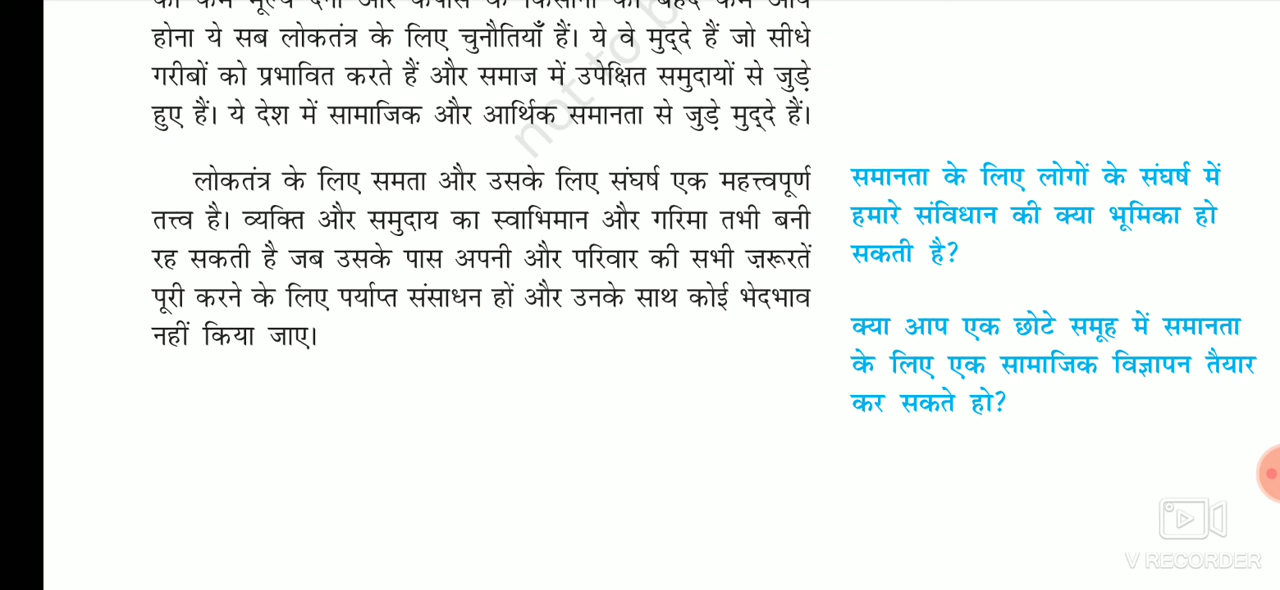 होना ये सब लोकतंत्र के लिए चुनौतियाँ हैं। ये वे मुद्दे हैं जो सीधे
गरीबों को प्रभावित करते हैं और समाज में उपेक्षित समुदायों से जुड़े
हुए हैं। ये देश में सामाजिक और आर्थिक समानता से जुड़े मुद्दे हैं।
लोकतंत्र के लिए समता और उसके लिए संघर्ष एक महत्त्वपूर्ण
तत्त्व है। व्यक्ति और समुदाय का स्वाभिमान और गरिमा तभी बनी
रह सकती है जब उसके पास अपनी और परिवार की सभी ज़रूरतें
पूरी करने के लिए पर्याप्त संसाधन हों और उनके साथ कोई भेदभाव
नहीं किया जाए।
समानता के लिए लोगों के संघर्ष में
हमारे संविधान की क्या भूमिका हो
सकती है?
क्या आप एक छोटे समूह में समानता
के लिए एक सामाजिक विज्ञापन तैयार
कर सकते हो?
not to b
V RECORDER